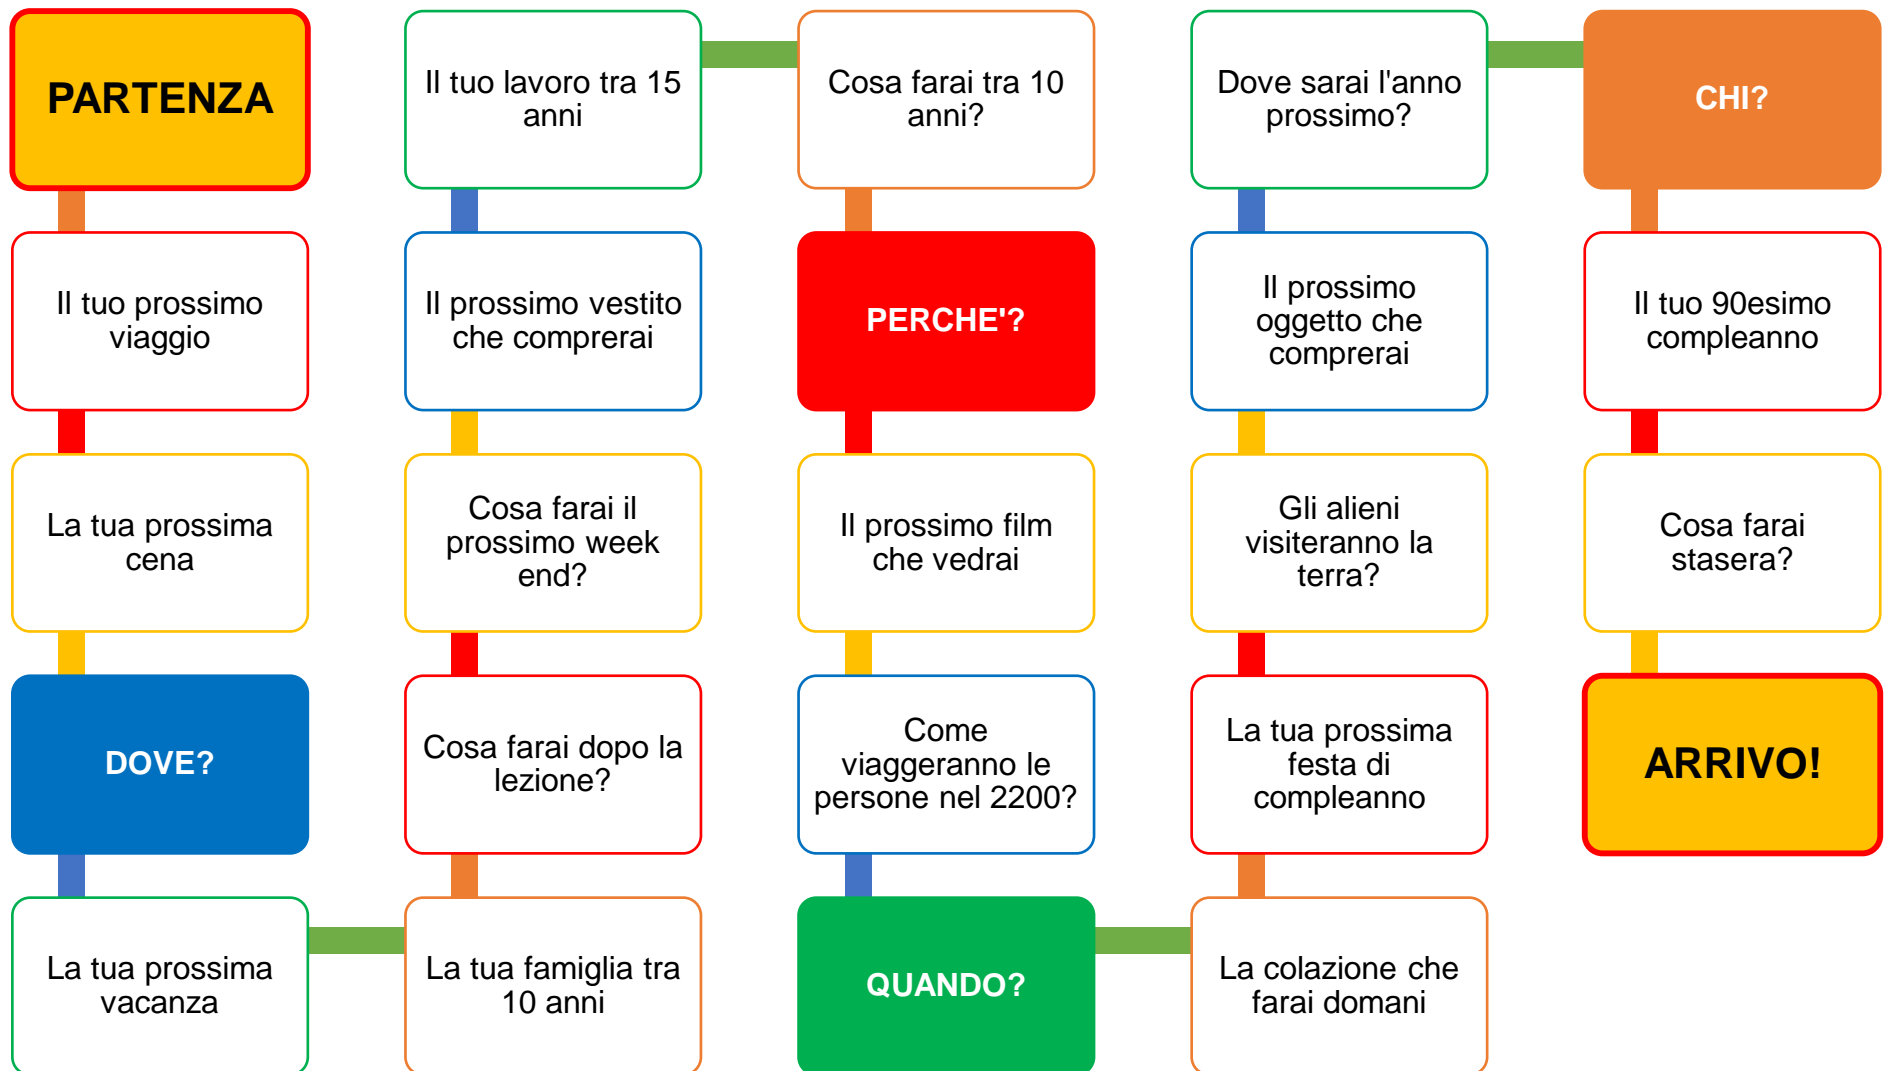 PARTENZA
Il tuo prossimo
viaggio
La tua prossima
cena
DOVE?
La tua prossima
vacanza
La tua famiglia tra
10 anni
Cosa farai dopo la
lezione?
Cosa farai il
prossimo week
end?
Il prossimo vestito
che comprerai
Il tuo lavoro tra 15
anni
Cosa farai tra 10
anni?
PERCHE'?
Il prossimo film
che vedrai
Come
viaggeranno le
persone nel 2200?
QUANDO?
La colazione che
farai domani
La tua prossima
festa di
compleanno
Gli alieni
visiteranno la
terra?
Il prossimo
oggetto che
comprerai
Dove sarai l'anno
prossimo?
CHI?
Il tuo 90esimo
compleanno
Cosa farai
stasera?
ARRIVO!